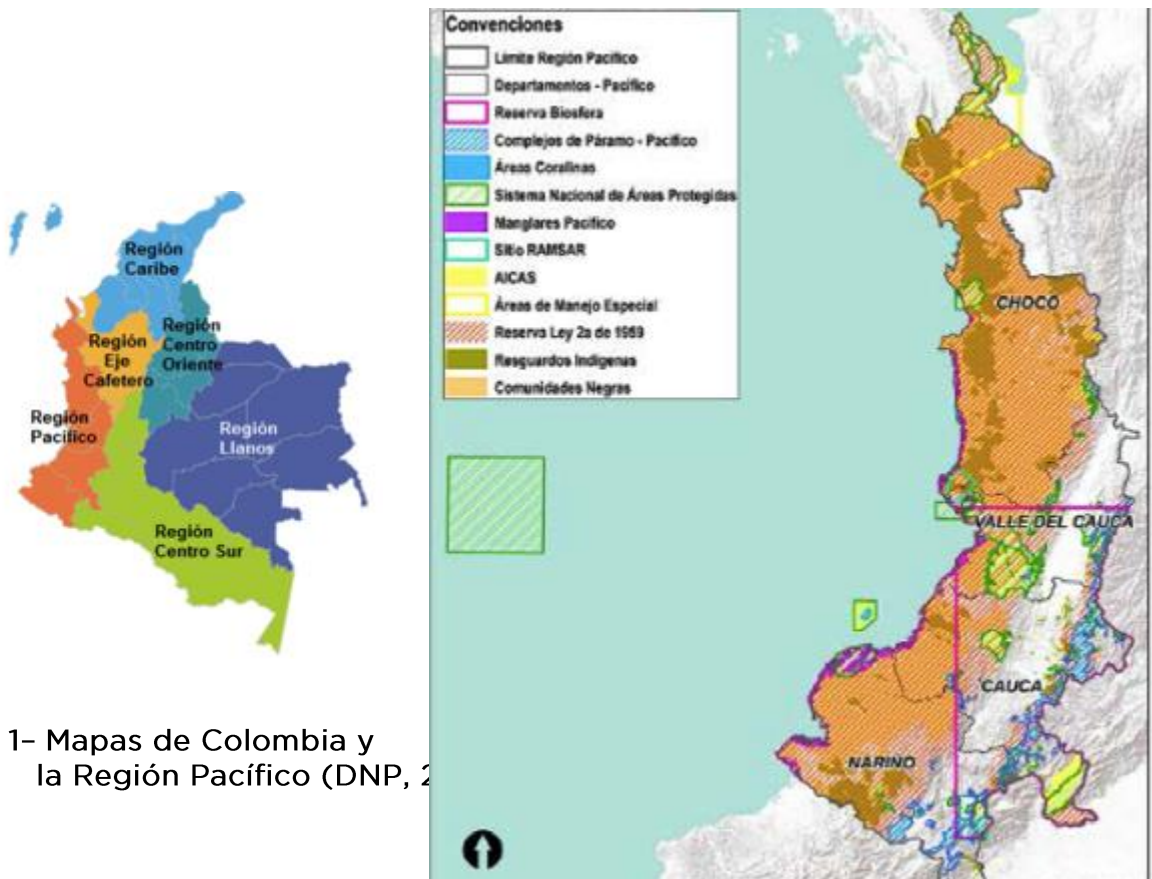 Región
Caribe
Región
Centro
Oriente
Región
Eje
Cafetero
Región
Pacífico
Región
Llanos
Región
Centro Sur
1- Mapas de Colombia y
la Región Pacífico (DNP, 2
Convenciones
Límite Región Pacífico
Departamentos - Pacífico
Reserva Biosfera
Complejos de Páramo - Pacífico
Áreas Coralinas
Sistema Nacional de Áreas Protegidas
Manglares Pacífico
Sitio RAMSAR
AICAS
Áreas de Manejo Especial
Reserva Ley 2a de 1959
Resguardos Indígenas
Comunidades Negras
CHOCÓ
VALLE DEL CAUCA
CAUCA
NARIÑO